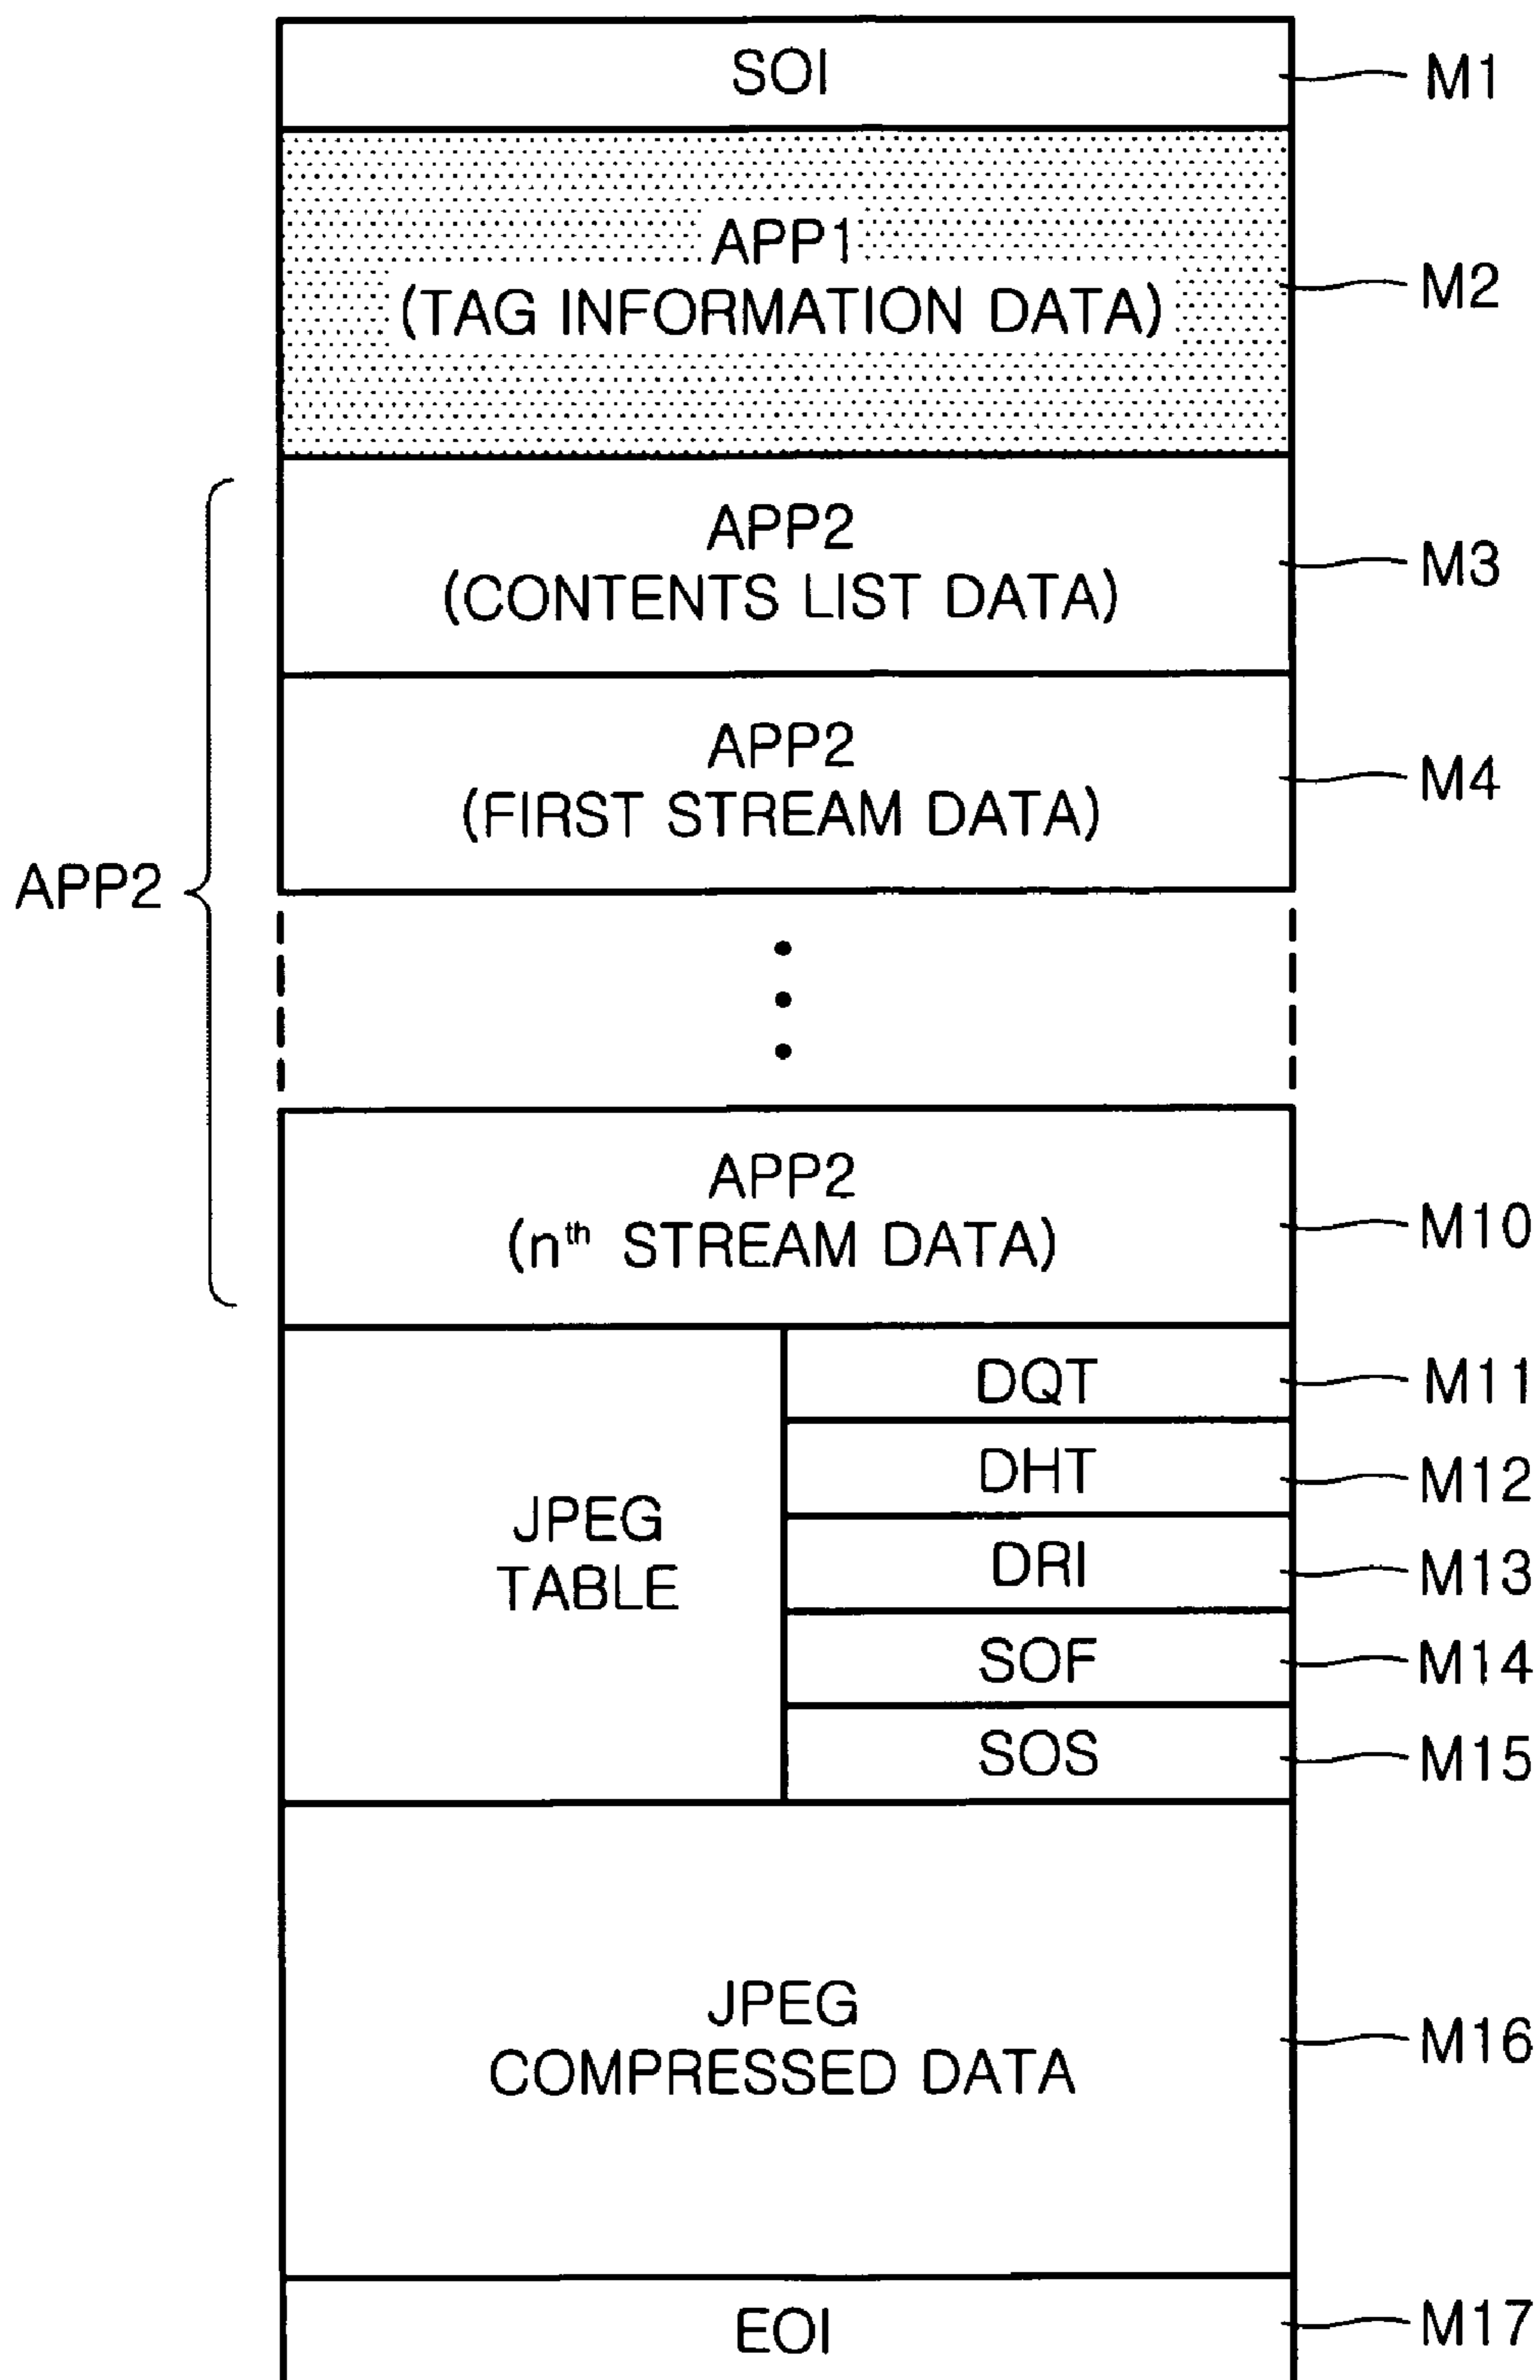 SOI
M1
APP1
(TAG INFORMATION DATA)
M2
APP2
(CONTENTS LIST DATA)
M3
APP2
(FIRST STREAM DATA)
M4
APP2
APP2
(nth STREAM DATA)
M10
JPEG
TABLE
DQT
M11
DHT
M12
DRI
M13
SOF
M14
SOS
M15
JPEG
COMPRESSED DATA
M16
EOI
M17